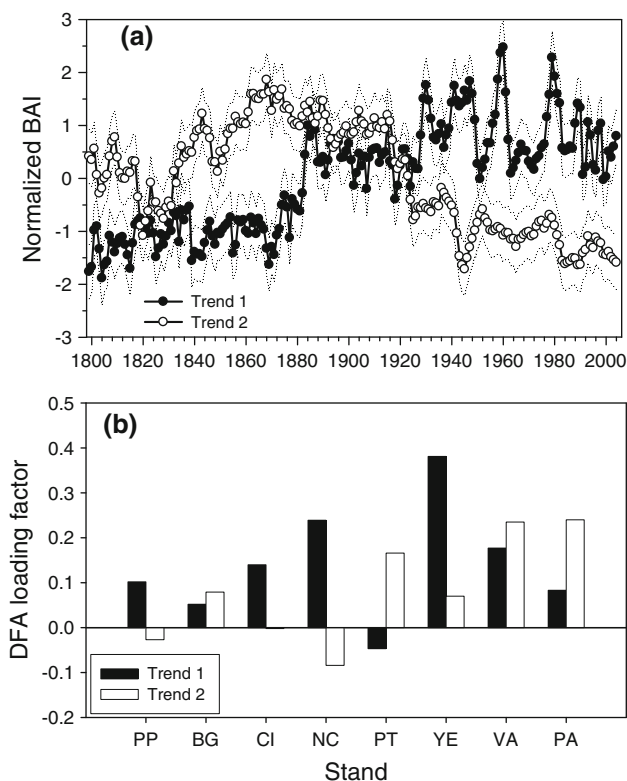 (a)
Normalized BAI
3
2
1
0
-1
-2
-3
Trend 1
Trend 2
1800 1820 1840 1860 1880 1900 1920 1940 1960 1980 2000
(b)
DFA loading factor
0.5
0.4
0.3
0.2
0.1
0.0
-0.1
-0.2
Trend 1
Trend 2
PP BG CI NC PT YE VA PA
Stand